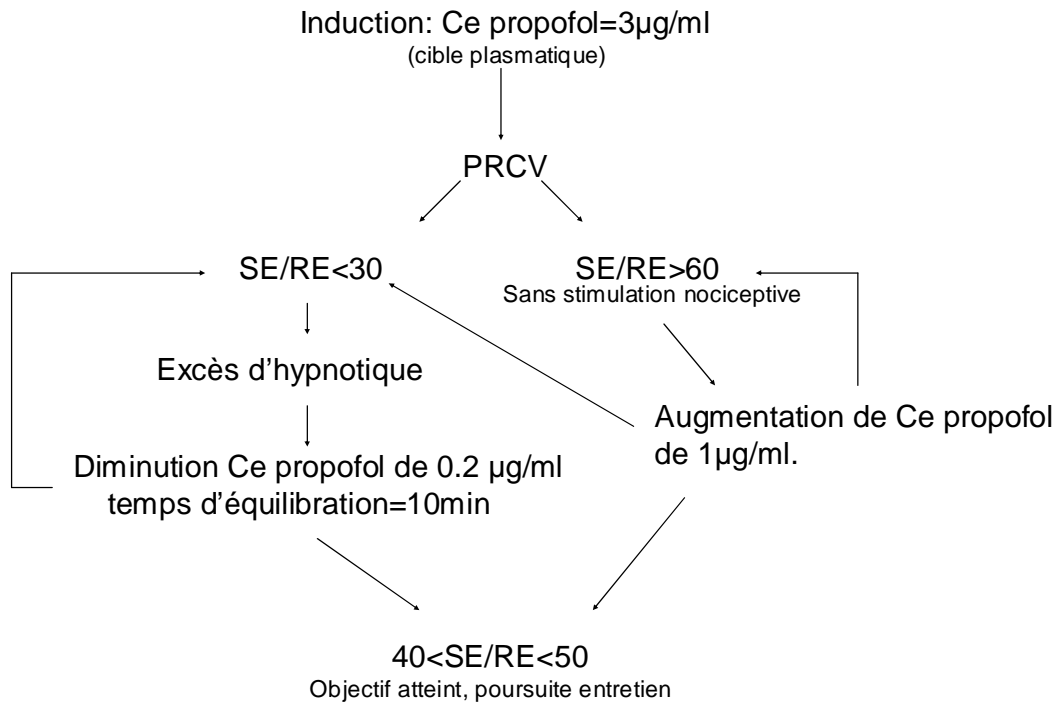 Induction: Ce propofol=3µg/ml
(cible plasmatique)
PRCV
SE/RE<30
SE/RE>60
Sans stimulation nociceptive
Excès d’hypnotique
Augmentation de Ce propofol
de 1µg/ml.
Diminution Ce propofol de 0.2 µg/ml
temps d’équilibration=10min
40<SE/RE<50
Objectif atteint, poursuite entretien